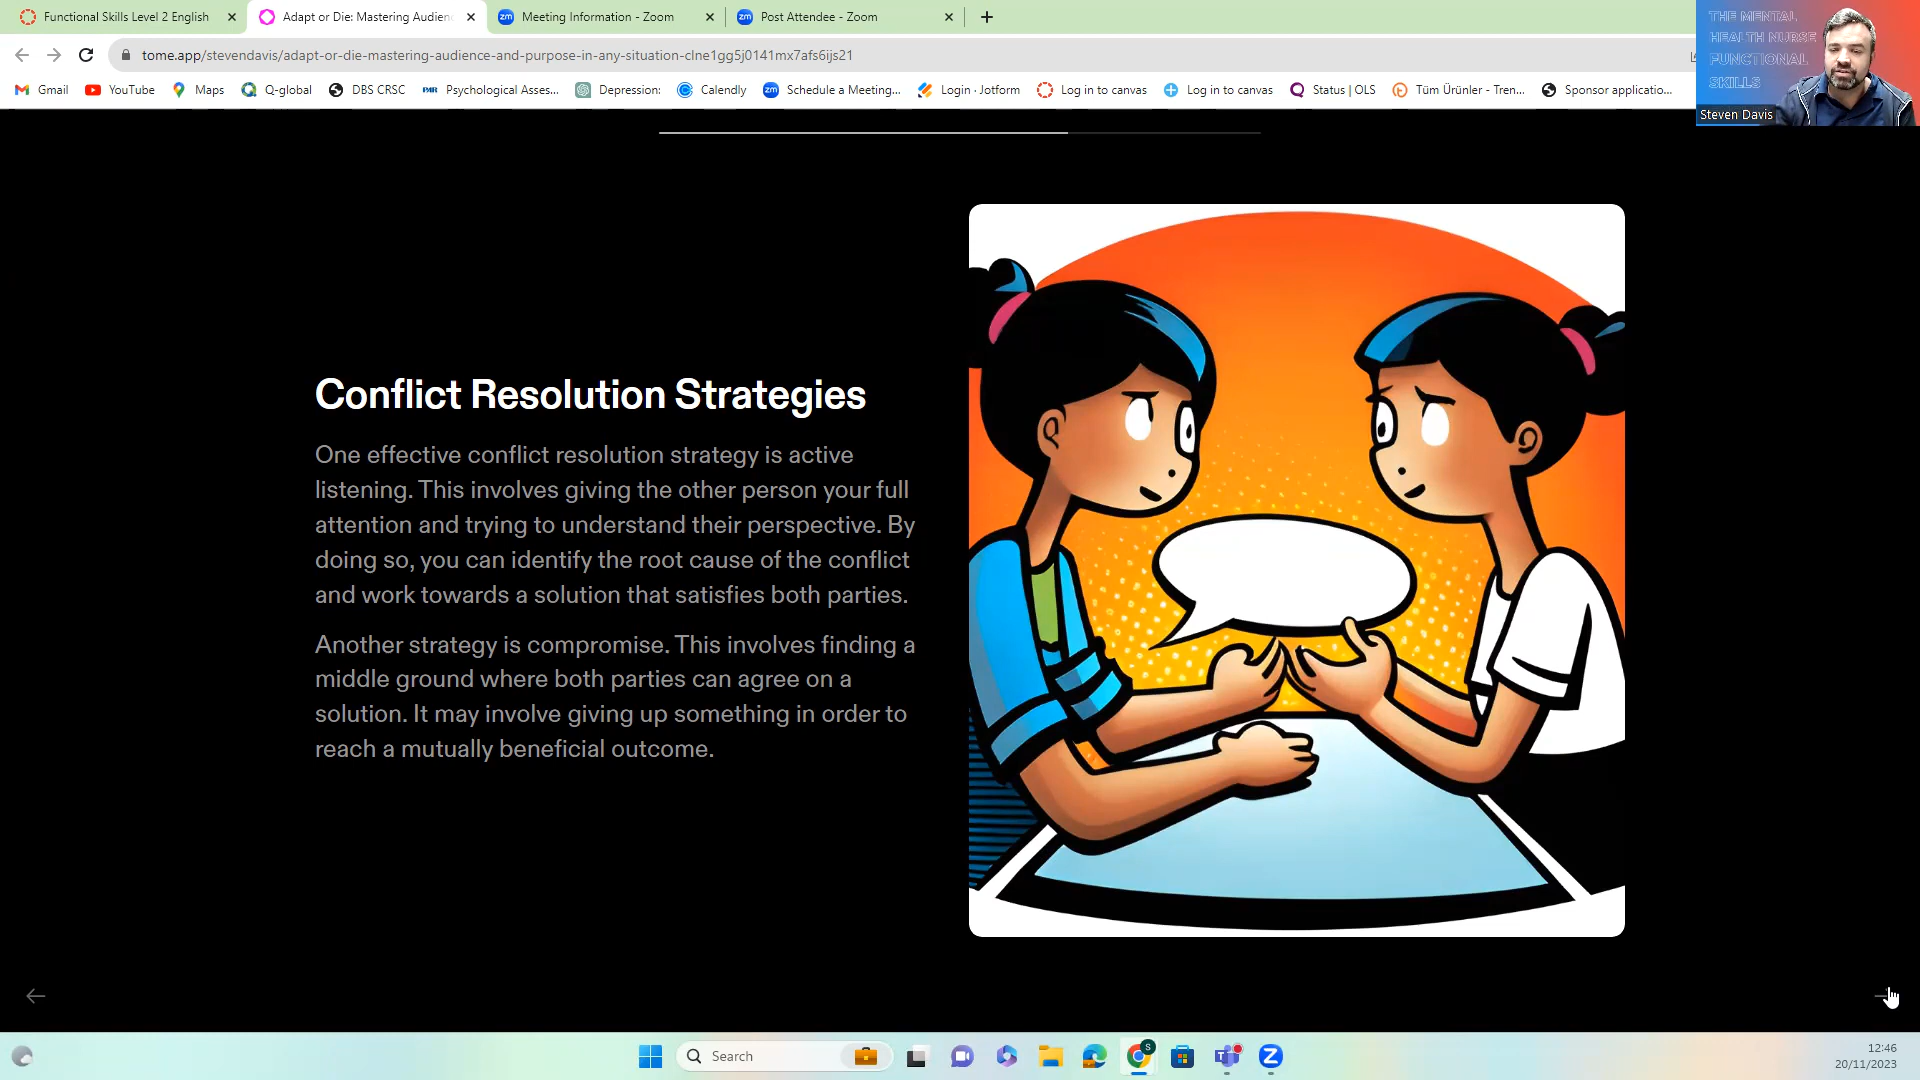 Functional Skills Level 2 English
Adapt or Die: Mastering Audien
Meeting Information - Zoom
Post Attendee - Zoom
tome.app/stevendavis/adapt-or-die-mastering-audience-and-purpose-in-any-situation-clne1gg5j0141mx7afs6ijs21
Gmail
YouTube
Maps
Q-global
DBS CRSC
Psychological Asses...
Depression:
Calendly
Schedule a Meeting...
Login · Jotform
Log in to canvas
Log in to canvas
Status | OLS
Tüm Ürünler - Tren...
Sponsor applicatio...
THE MENTAL
HEALTH NURSE
FUNCTIONAL
SKILLS
Steven Davis
Conflict Resolution Strategies
One effective conflict resolution strategy is active
listening. This involves giving the other person your full
attention and trying to understand their perspective. By
doing so, you can identify the root cause of the conflict
and work towards a solution that satisfies both parties.
Another strategy is compromise. This involves finding a
middle ground where both parties can agree on a
solution. It may involve giving up something in order to
reach a mutually beneficial outcome.
Search
12:46
20/11/2023